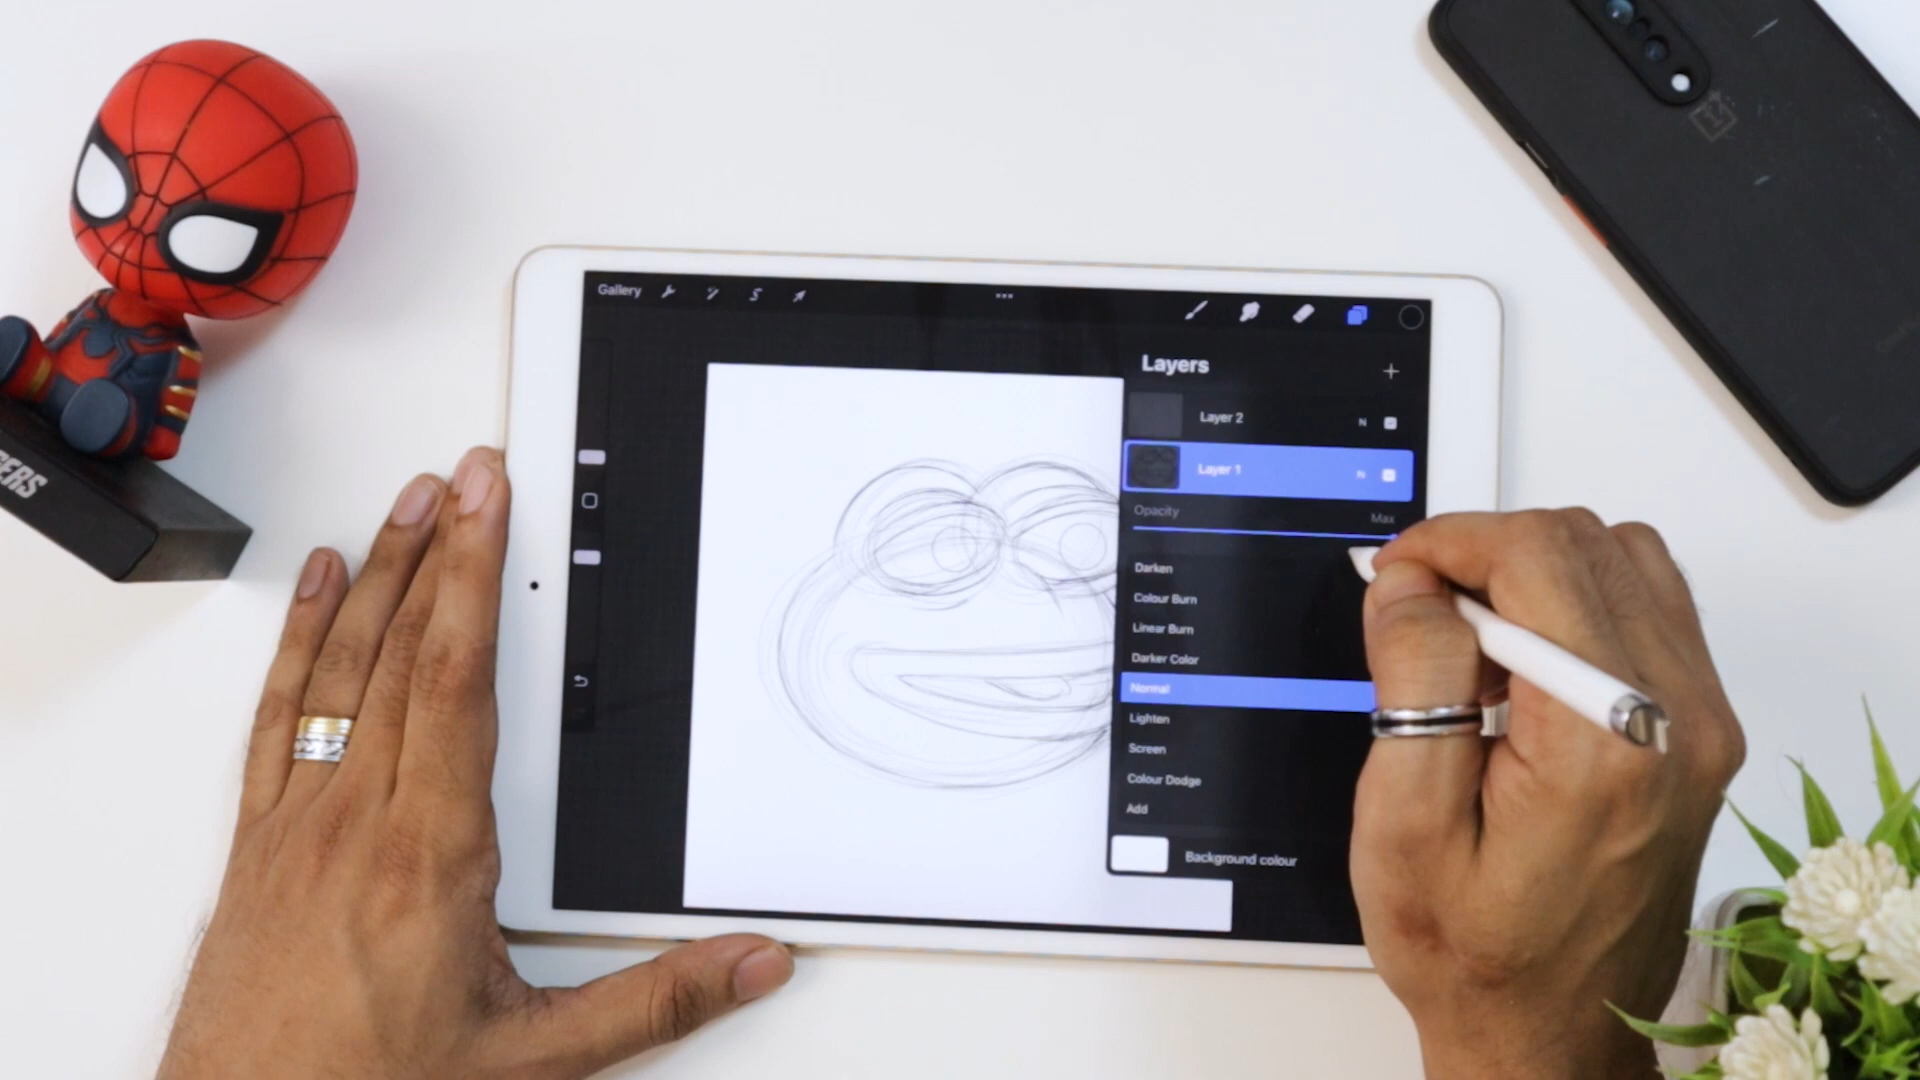 Gallery
Layers
Layer 2
N
Layer 1
N
Opacity
Max
Darken
Colour Burn
Linear Burn
Darker Color
Normal
Lighten
Screen
Colour Dodge
Add
Background colour
GERS